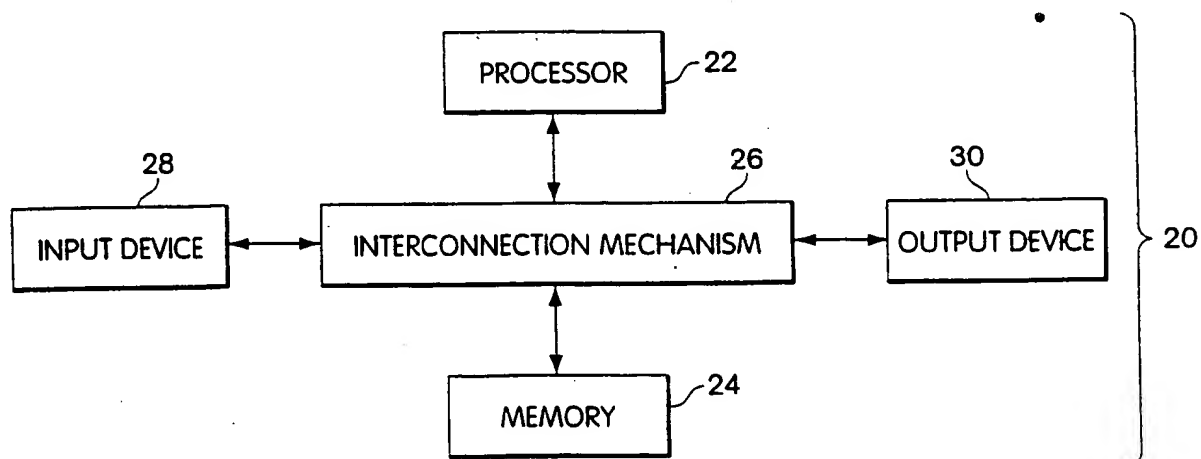 PROCESSOR
22
28
26
30
INPUT DEVICE
INTERCONNECTION MECHANISM
OUTPUT DEVICE
20
MEMORY
24